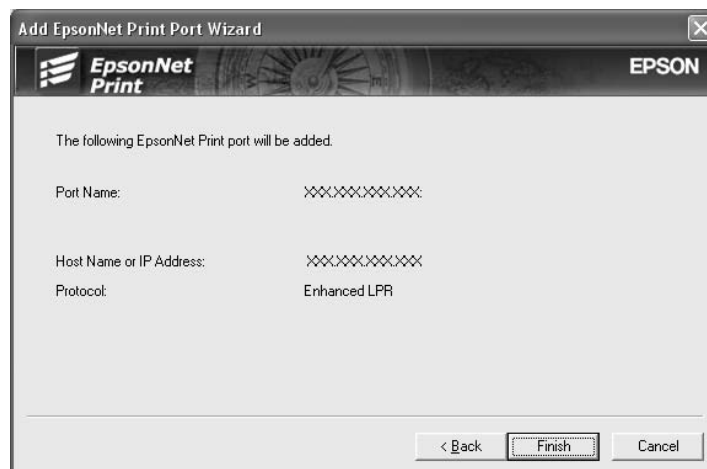 Add EpsonNet Print Port Wizard
EpsonNet
Print
EPSON
The following EpsonNet Print port will be added.
Port Name: XXX.XXX.XXX.XXX:
Host Name or IP Address: XXX.XXX.XXX.XXX
Protocol: Enhanced LPR
< Back Finish Cancel